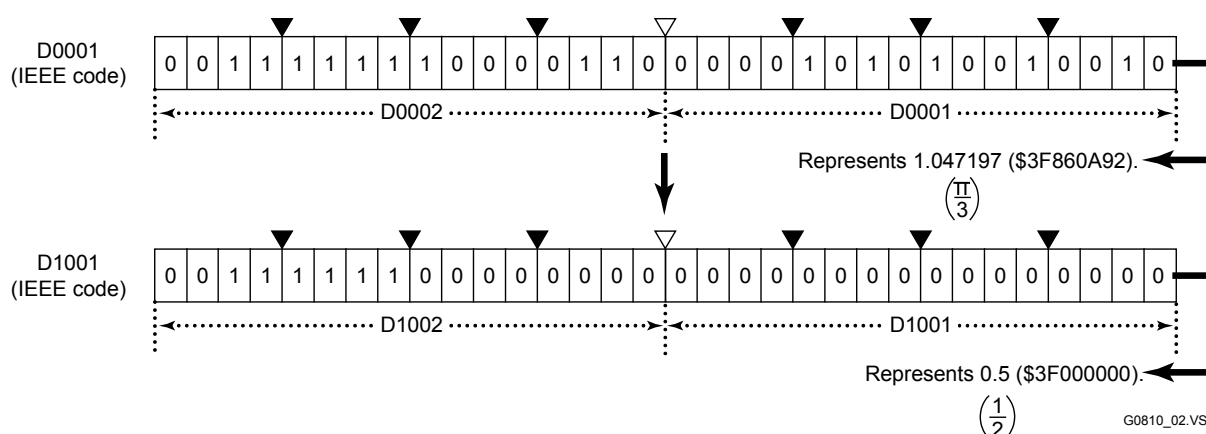 D0001
(IEEE code)
0 0 1 1 1 1 1 1 1 0 0 0 0 1 1 0 0 0 0 0 1 0 1 0 1 0 0 1 0 0 1 0
D0002 D0001
Represents 1.047197 ($3F860A92).
(π/3)
D1001
(IEEE code)
0 0 1 1 1 1 1 1 0 0 0 0 0 0 0 0 0 0 0 0 0 0 0 0 0 0 0 0 0 0 0 0
D1002 D1001
Represents 0.5 ($3F000000).
(1/2)
G0810_02.VS